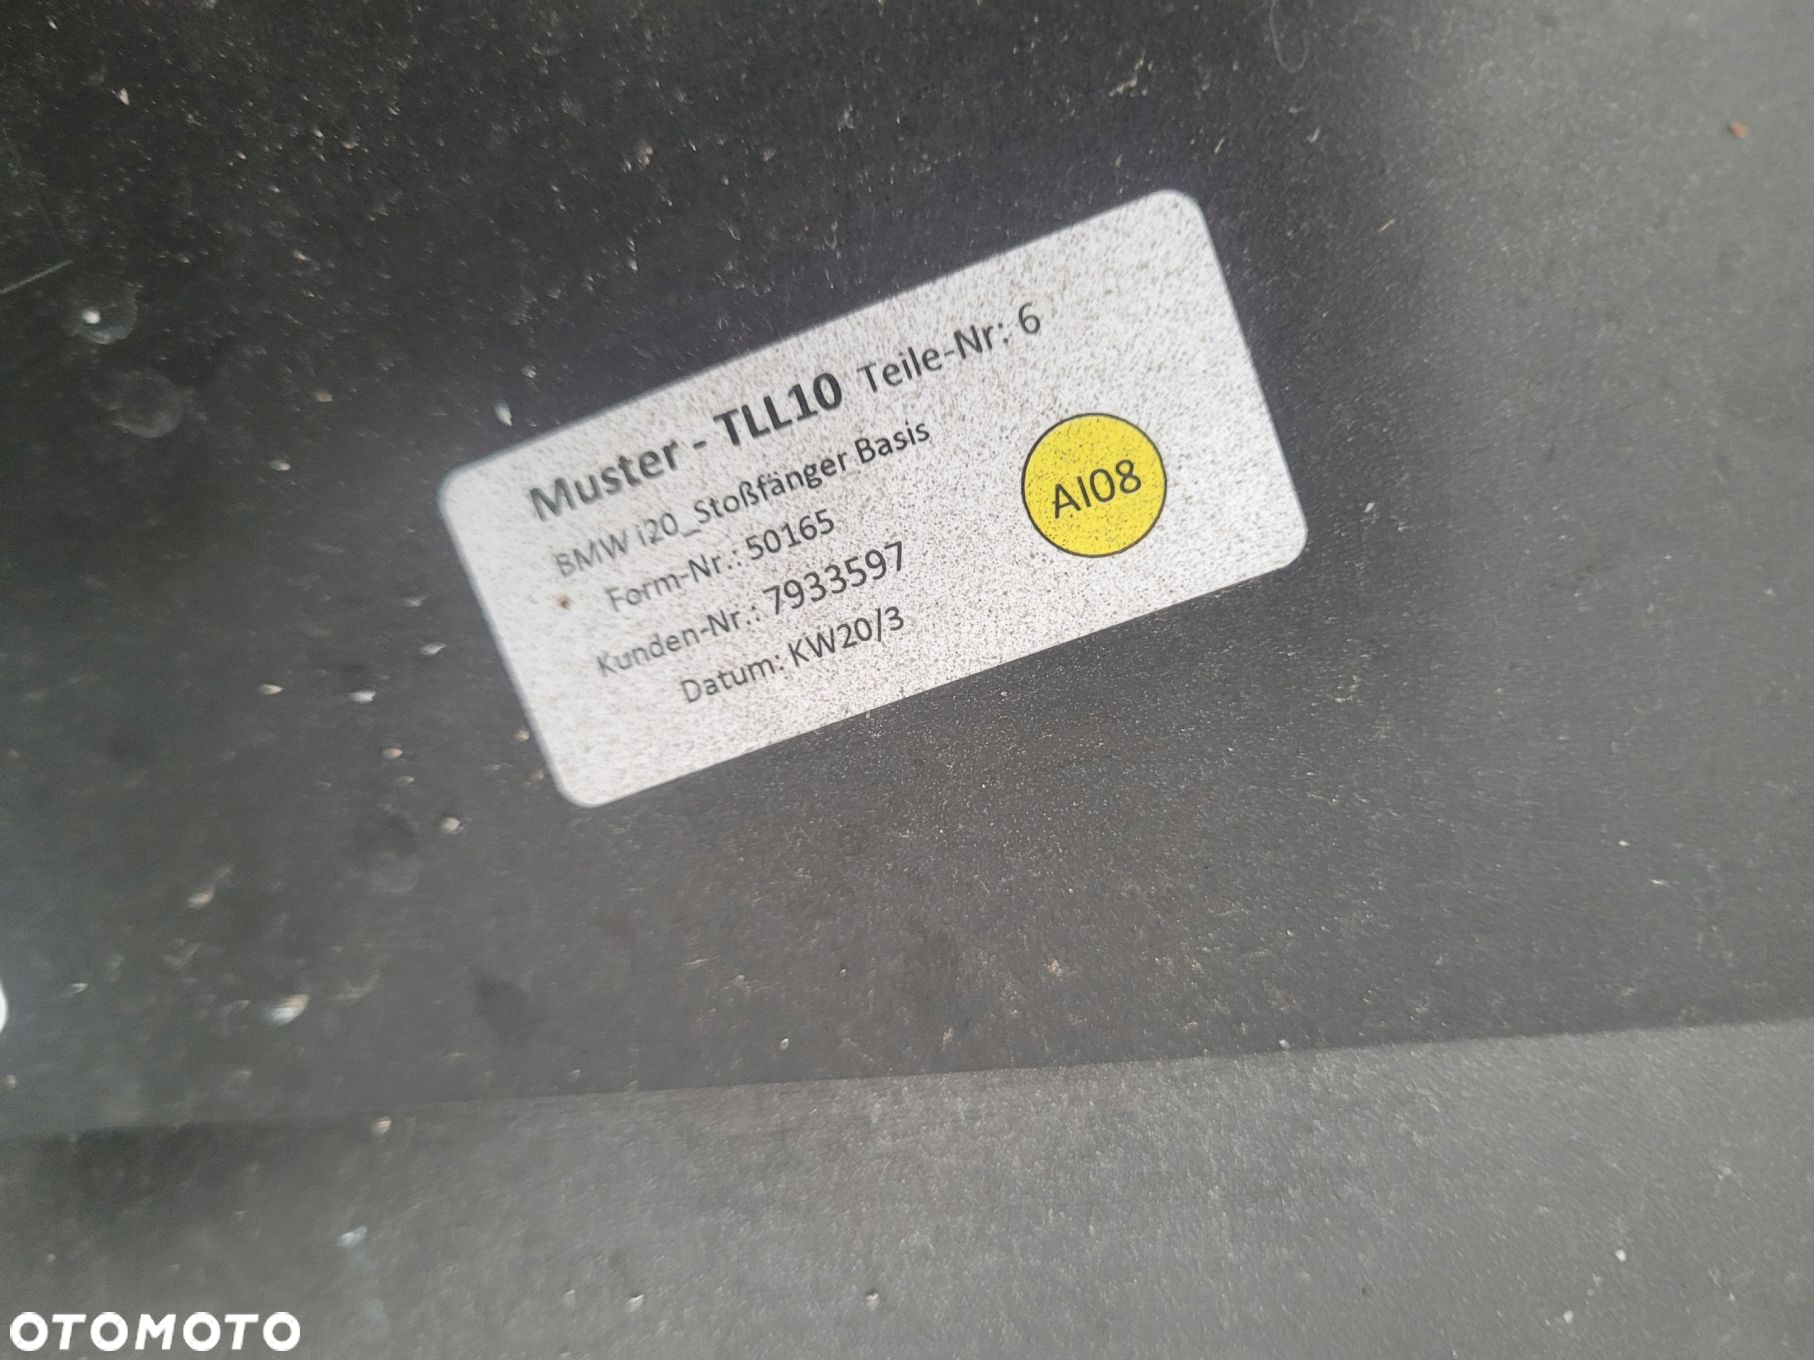 Muster - TLL10 Teile-Nr: 6
BMW i20_Stoßfänger Basis
Form-Nr.: 50165
Kunden-Nr.: 7933597
Datum: KW20/3
AI08
OTOMOTO